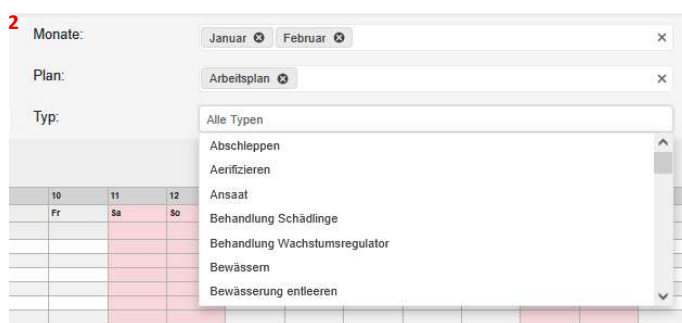 2
Monate:
Januar Februar
Plan:
Arbeitsplan
Typ:
Alle Typen
Abschleppen
Aerifizieren
Ansaat
Behandlung Schädlinge
Behandlung Wachstumsregulator
Bewässern
Bewässerung entleeren
10 11 12
Fr Sa So